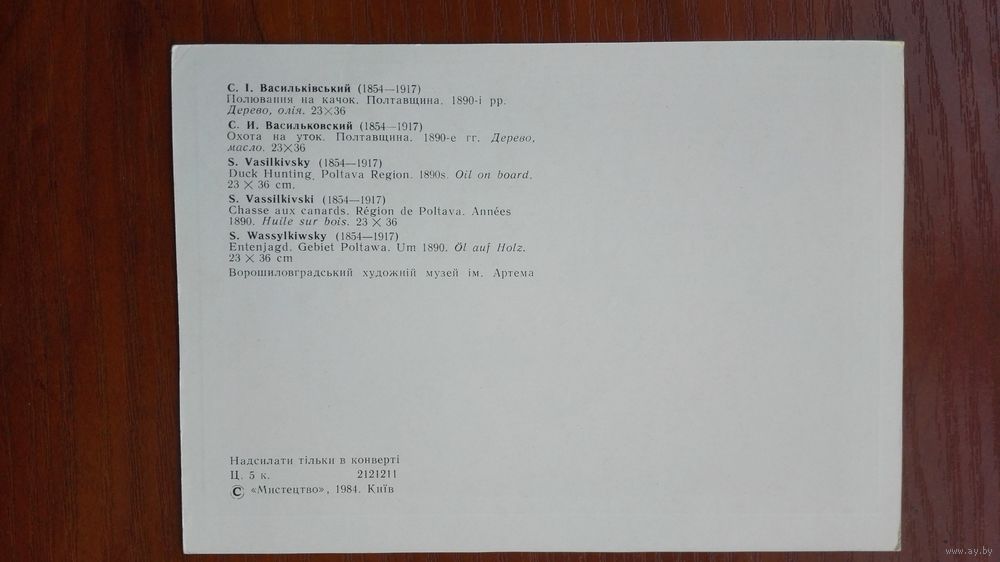 С. І. Васильківський (1854—1917)
Полювання на качок. Полтавщина. 1890-і рр.
Дерево, олія. 23×36
С. И. Васильковский (1854—1917)
Охота на уток. Полтавщина. 1890-е гг. Дерево,
масло. 23×36
S. Vasilkivsky (1854—1917)
Duck Hunting. Poltava Region. 1890s. Oil on board.
23 × 36 cm.
S. Vassilkivski (1854—1917)
Chasse aux canards. Région de Poltava. Années
1890. Huile sur bois. 23 × 36
S. Wassylkiwsky (1854—1917)
Entenjagd. Gebiet Poltawa. Um 1890. Öl auf Holz.
23 × 36 cm
Ворошиловградський художній музей ім. Артема
Надсилати тільки в конверті
Ц. 5 к. 2121211
© «Мистецтво», 1984. Київ
www.ay.by